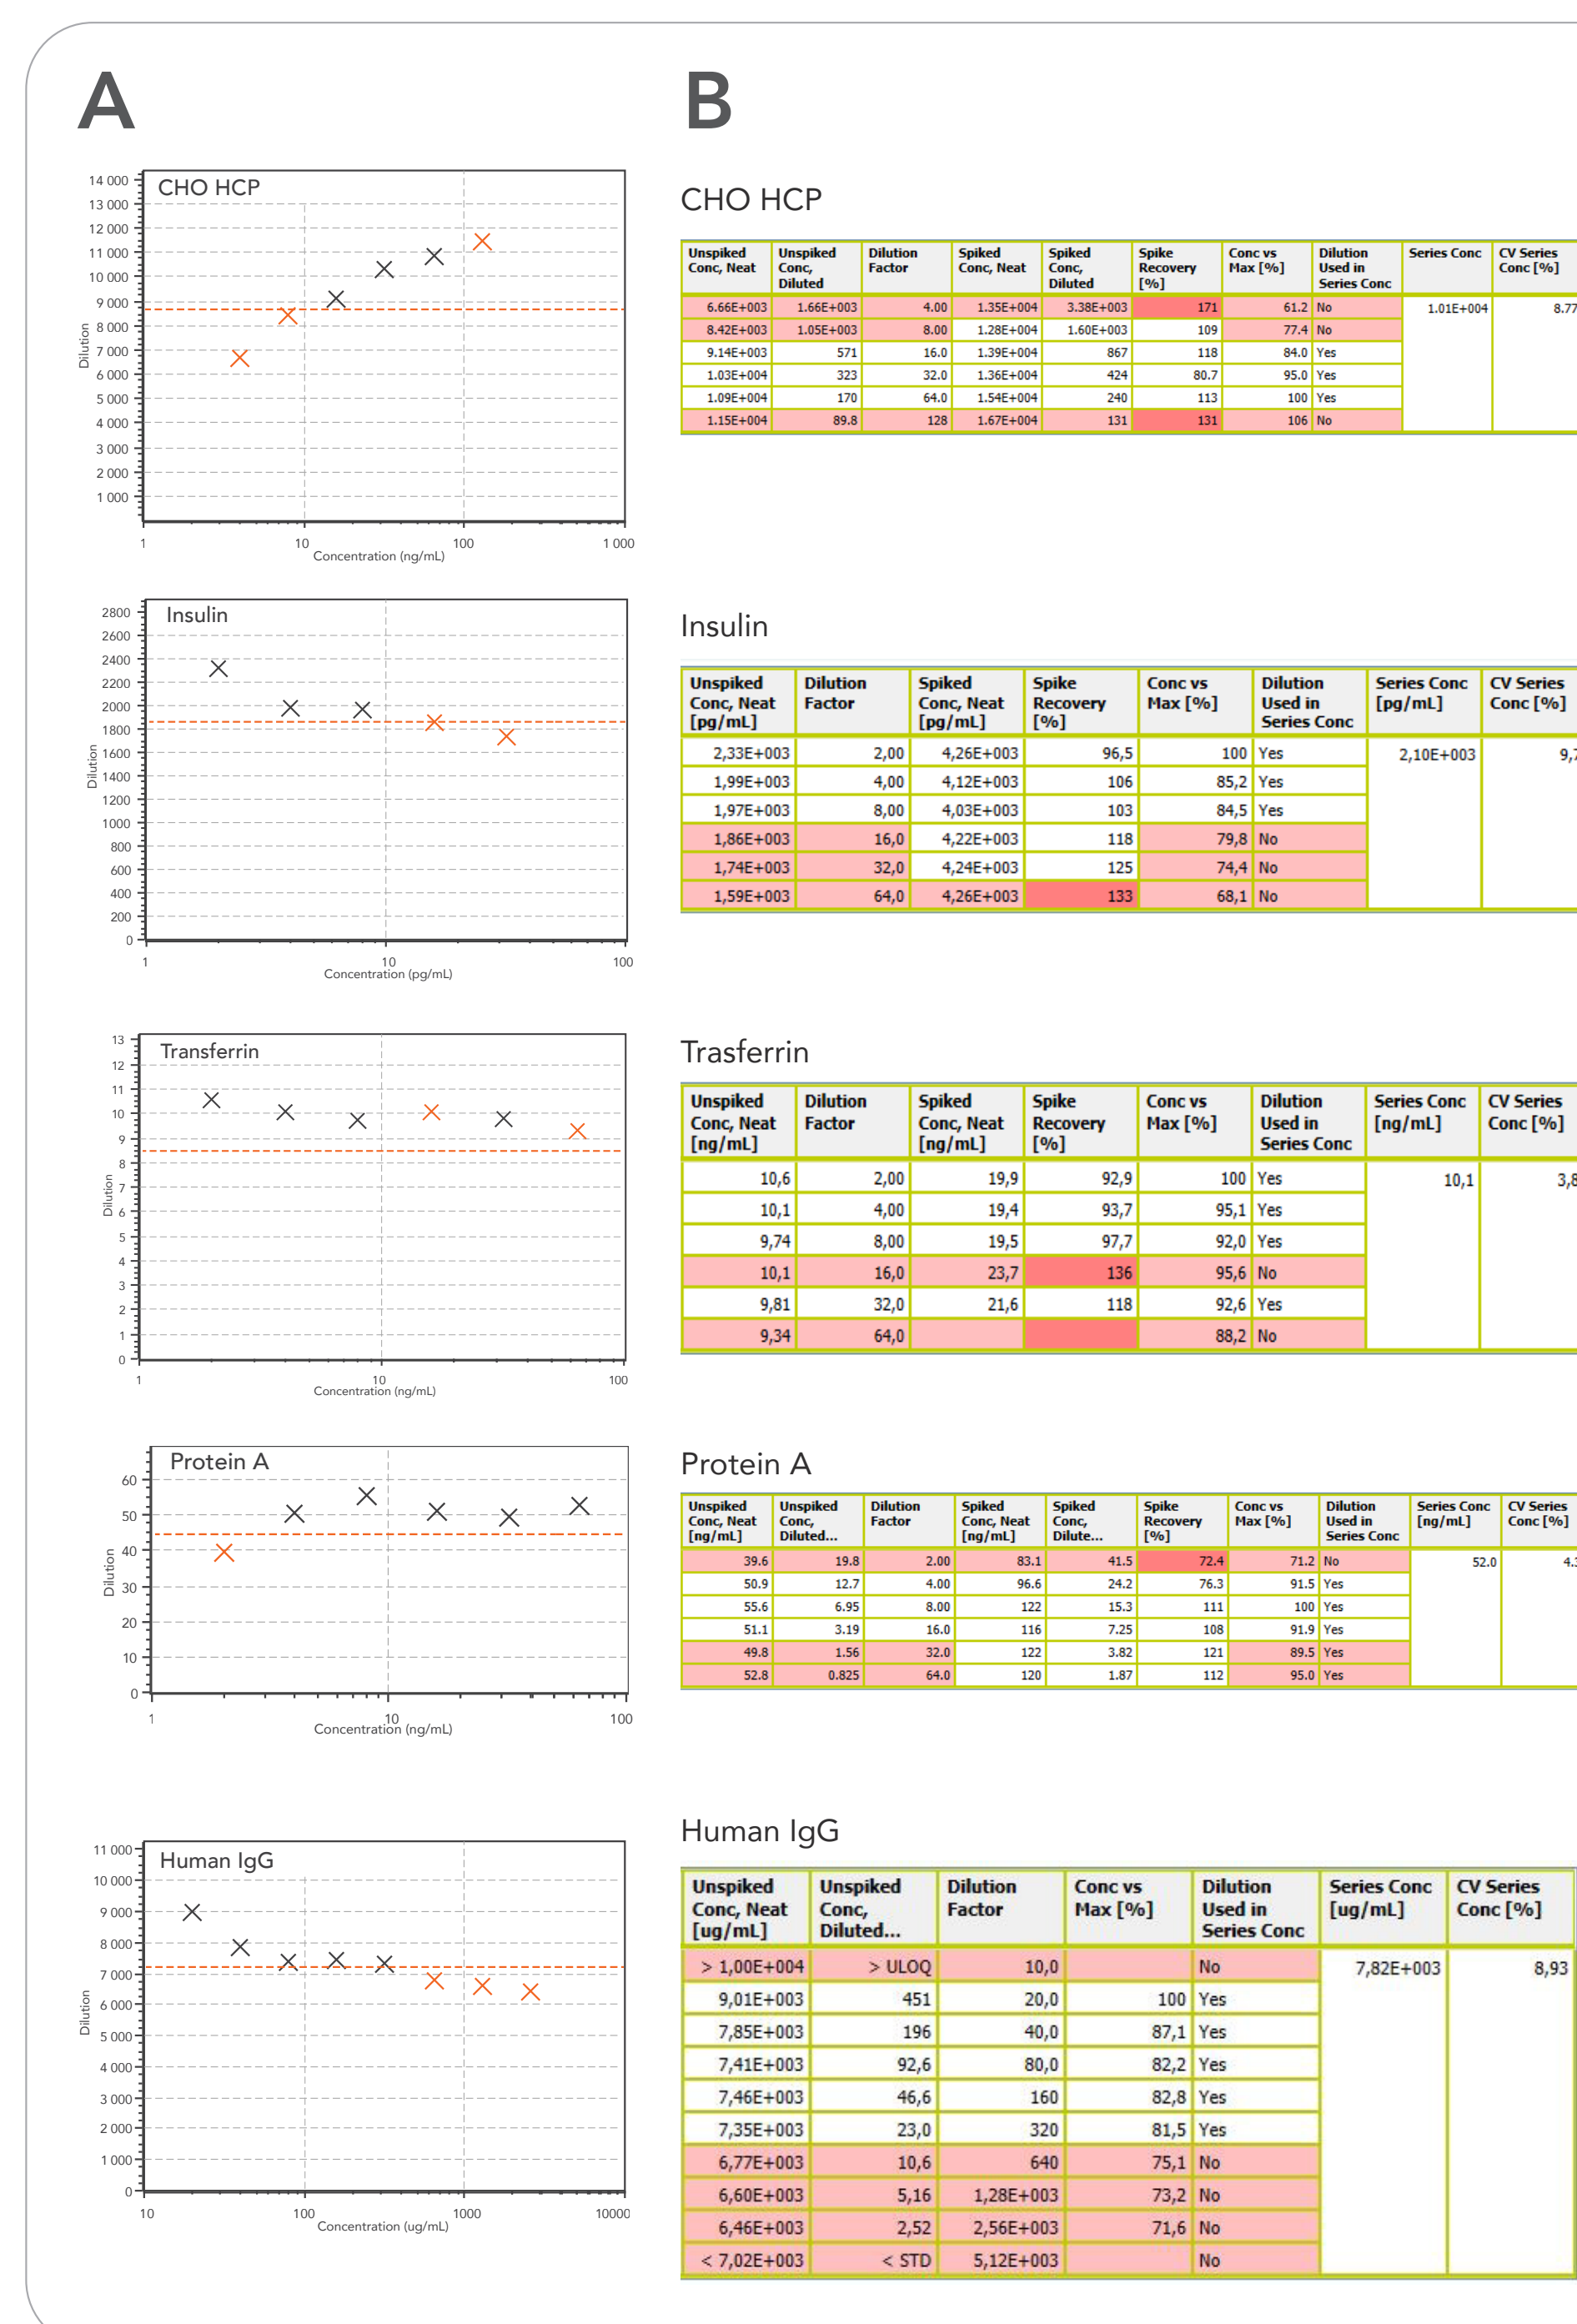 A
B
CHO HCP
14 000
13 000
12 000
11 000
10 000
9 000
8 000
7 000
6 000
5 000
4 000
3 000
2 000
1 000
Dilution
1 10 100 1 000
Concentration (ng/mL)
CHO HCP
Unspiked Conc, Neat | Unspiked Conc, Diluted | Dilution Factor | Spiked Conc, Neat | Spiked Conc, Diluted | Spike Recovery [%] | Conc vs Max [%] | Dilution Used in Series Conc | Series Conc | CV Series Conc [%]
6.66E+003 1.66E+003 4.00 1.35E+004 3.38E+003 171 61.2 No 1.01E+004 8.77
8.42E+003 1.05E+003 8.00 1.28E+004 1.60E+003 109 77.4 No
9.14E+003 571 16.0 1.39E+004 867 118 84.0 Yes
1.03E+004 323 32.0 1.36E+004 424 80.7 95.0 Yes
1.09E+004 170 64.0 1.54E+004 240 113 100 Yes
1.15E+004 89.8 128 1.67E+004 131 131 106 No
Insulin
2800
2600
2400
2200
2000
1800
1600
1400
1200
1000
800
600
400
200
0
Dilution
1 10 100
Concentration (pg/mL)
Insulin
Unspiked Conc, Neat [pg/mL] | Dilution Factor | Spiked Conc, Neat [pg/mL] | Spike Recovery [%] | Conc vs Max [%] | Dilution Used in Series Conc | Series Conc [pg/mL] | CV Series Conc [%]
2,33E+003 2,00 4,26E+003 96,5 100 Yes 2,10E+003 9,7
1,99E+003 4,00 4,12E+003 106 85,2 Yes
1,97E+003 8,00 4,03E+003 103 84,5 Yes
1,86E+003 16,0 4,22E+003 118 79,8 No
1,74E+003 32,0 4,24E+003 125 74,4 No
1,59E+003 64,0 4,26E+003 133 68,1 No
Transferrin
13
12
11
10
9
8
7
6
5
4
3
2
1
0
Dilution
1 10 100
Concentration (ng/mL)
Trasferrin
Unspiked Conc, Neat [ng/mL] | Dilution Factor | Spiked Conc, Neat [ng/mL] | Spike Recovery [%] | Conc vs Max [%] | Dilution Used in Series Conc | Series Conc [ng/mL] | CV Series Conc [%]
10,6 2,00 19,9 92,9 100 Yes 10,1 3,8
10,1 4,00 19,4 93,7 95,1 Yes
9,74 8,00 19,5 97,7 92,0 Yes
10,1 16,0 23,7 136 95,6 No
9,81 32,0 21,6 118 92,6 Yes
9,34 64,0 88,2 No
Protein A
60
50
40
30
20
10
0
Dilution
1 10 100
Concentration (ng/mL)
Protein A
Unspiked Conc, Neat [ng/mL] | Unspiked Conc, Diluted... | Dilution Factor | Spiked Conc, Neat [ng/mL] | Spiked Conc, Dilute... | Spike Recovery [%] | Conc vs Max [%] | Dilution Used in Series Conc | Series Conc [ng/mL] | CV Series Conc [%]
39.6 19.8 2.00 83.1 41.5 72.4 71.2 No 52.0 4.3
50.9 12.7 4.00 96.6 24.2 76.3 91.5 Yes
55.6 6.95 8.00 122 15.3 111 100 Yes
51.1 3.19 16.0 116 7.25 108 91.9 Yes
49.8 1.56 32.0 122 3.82 121 89.5 Yes
52.8 0.825 64.0 120 1.87 112 95.0 Yes
Human IgG
11 000
10 000
9 000
8 000
7 000
6 000
5 000
4 000
3 000
2 000
1 000
0
Dilution
10 100 1000 10000
Concentration (ug/mL)
Human IgG
Unspiked Conc, Neat [ug/mL] | Unspiked Conc, Diluted... | Dilution Factor | Conc vs Max [%] | Dilution Used in Series Conc | Series Conc [ug/mL] | CV Series Conc [%]
> 1,00E+004 > ULOQ 10,0 No 7,82E+003 8,93
9,01E+003 451 20,0 100 Yes
7,85E+003 196 40,0 87,1 Yes
7,41E+003 92,6 80,0 82,2 Yes
7,46E+003 46,6 160 82,8 Yes
7,35E+003 23,0 320 81,5 Yes
6,77E+003 10,6 640 75,1 No
6,60E+003 5,16 1,28E+003 73,2 No
6,46E+003 2,52 2,56E+003 71,6 No
< 7,02E+003 < STD 5,12E+003 No